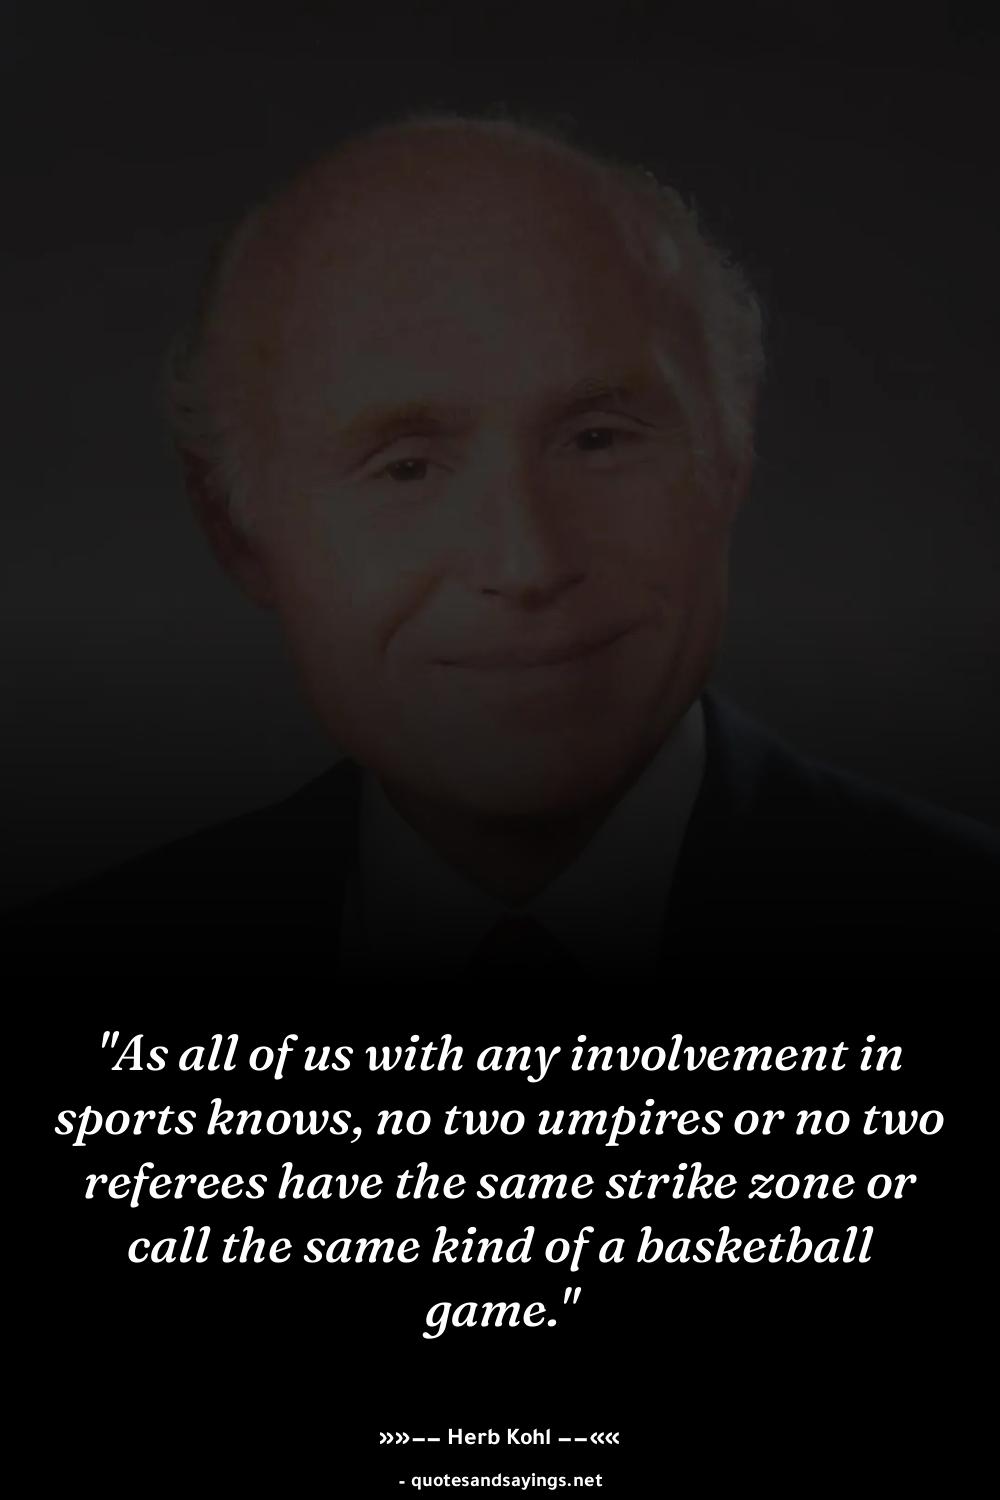 "As all of us with any involvement in
sports knows, no two umpires or no two
referees have the same strike zone or
call the same kind of a basketball
game."
»»−− Herb Kohl −−««
- quotesandsayings.net